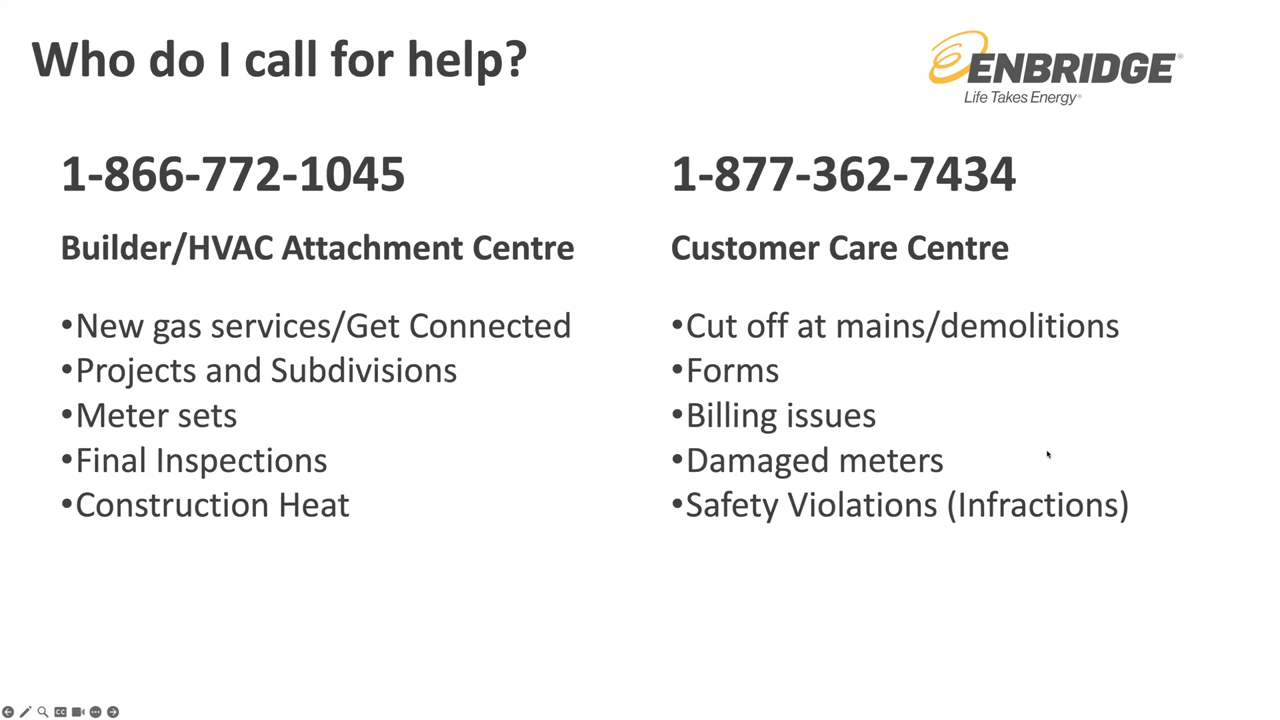 Who do I call for help?
ENBRIDGE®
Life Takes Energy®
1-866-772-1045
Builder/HVAC Attachment Centre
•New gas services/Get Connected
•Projects and Subdivisions
•Meter sets
•Final Inspections
•Construction Heat
1-877-362-7434
Customer Care Centre
•Cut off at mains/demolitions
•Forms
•Billing issues
•Damaged meters
•Safety Violations (Infractions)